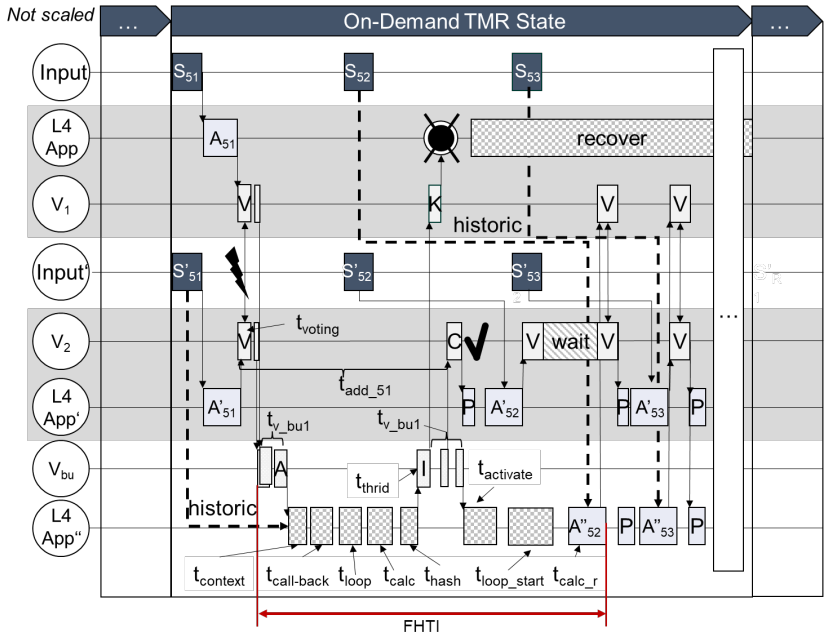 Not scaled
...
On-Demand TMR State
...
Input
S51
S52
S53
L4
App
A51
recover
V1
V
K
V
V
historic
Input‘
S'51
S'52
S'53
V2
V
tvoting
C
V
wait
V
V
...
tadd_51
L4
App‘
A'51
P
A'52
P
A'53
P
tv_bu1
tv_bu1
Vbu
A
I
tthrid
tactivate
historic
L4
App“
A"52
P
A"53
P
tcontext
tcall-back
tloop
tcalc
thash
tloop_start
tcalc_r
FHTI